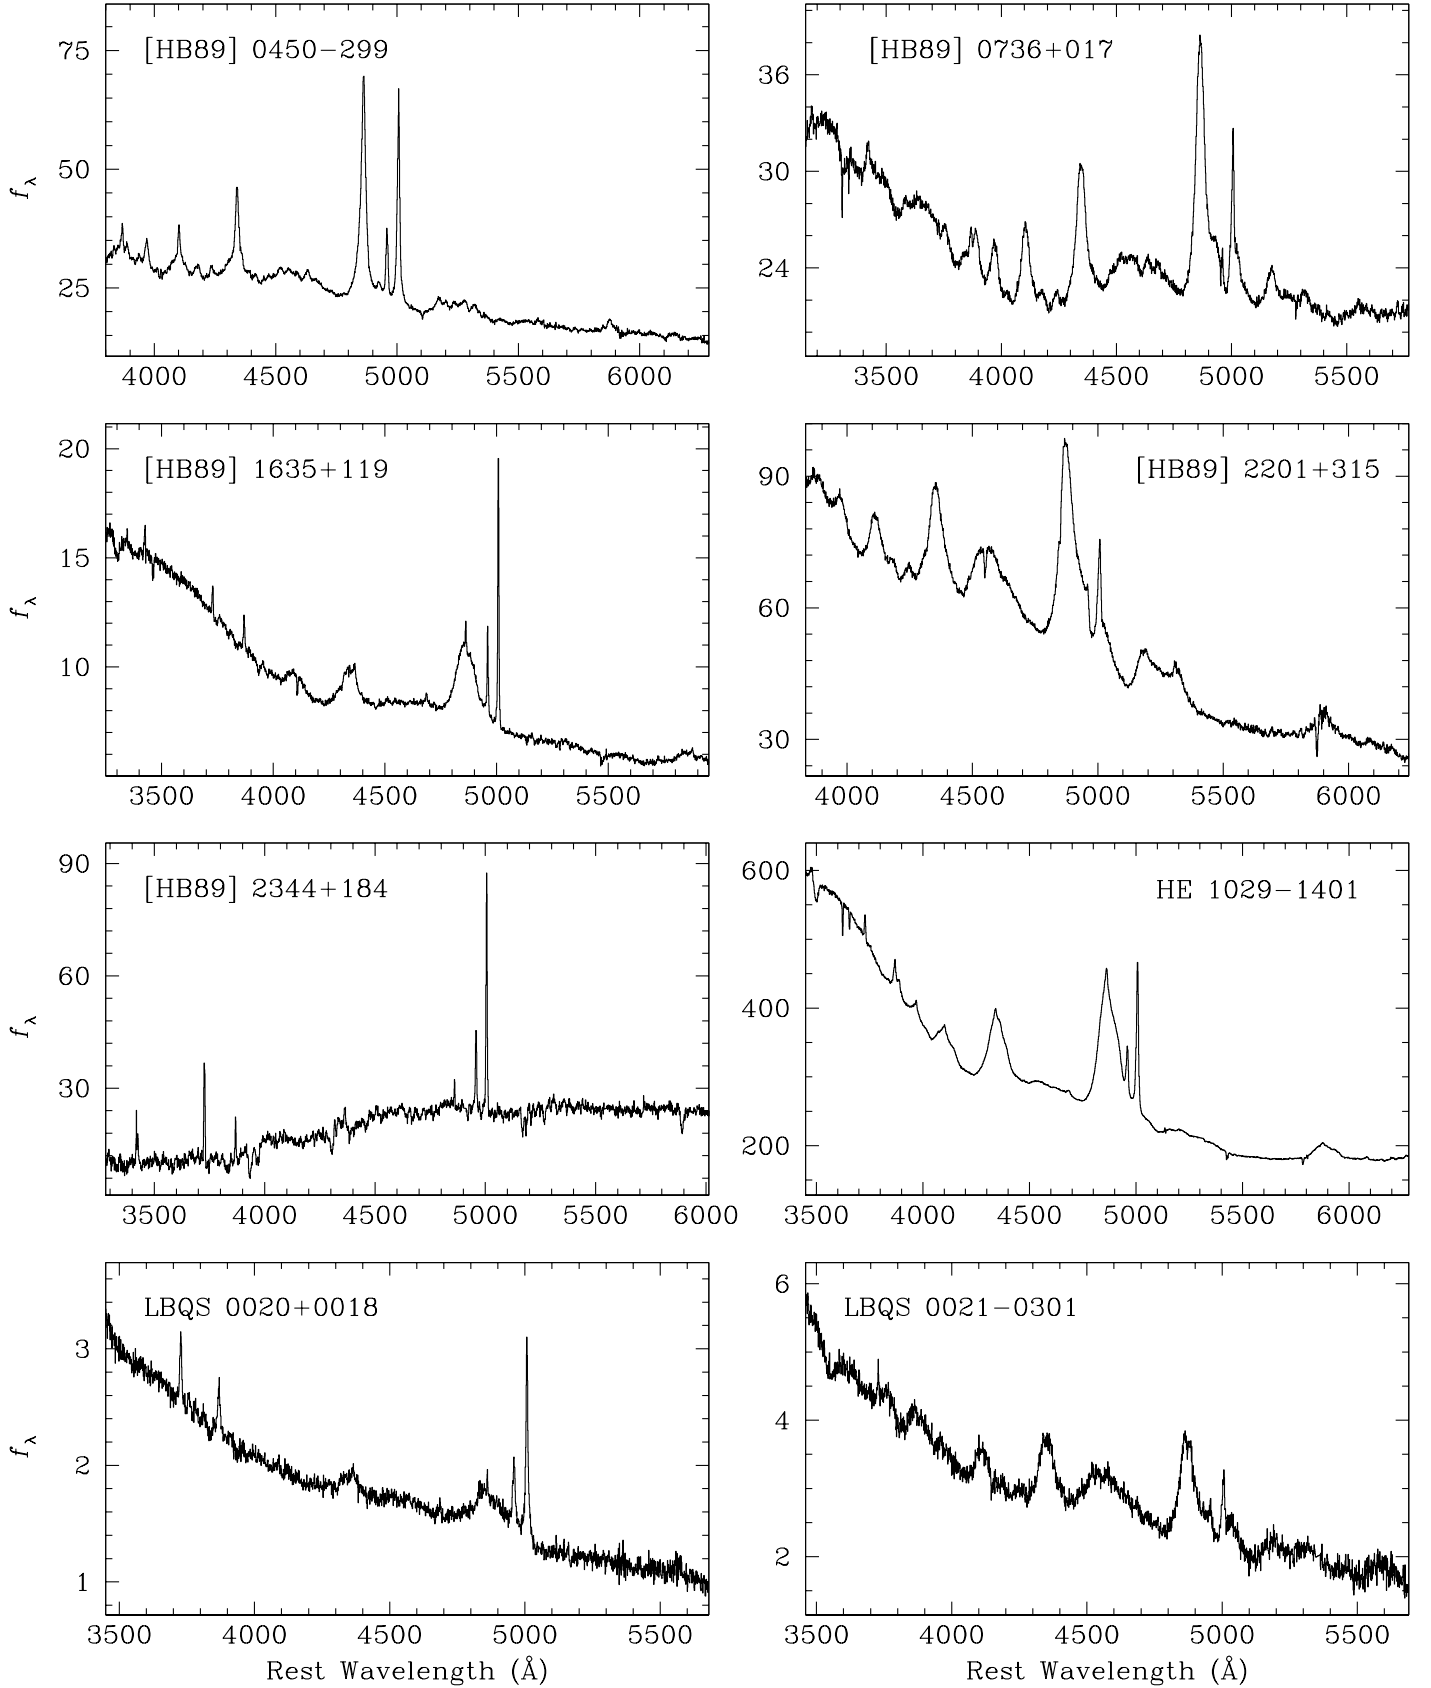 [HB89] 0450−299
75
50
25
f λ
4000 4500 5000 5500 6000
[HB89] 0736+017
36
30
24
3500 4000 4500 5000 5500
[HB89] 1635+119
20
15
10
f λ
3500 4000 4500 5000 5500
[HB89] 2201+315
90
60
30
4000 4500 5000 5500 6000
[HB89] 2344+184
90
60
30
f λ
3500 4000 4500 5000 5500 6000
HE 1029−1401
600
400
200
3500 4000 4500 5000 5500 6000
LBQS 0020+0018
3
2
1
f λ
3500 4000 4500 5000 5500
Rest Wavelength (Å)
LBQS 0021−0301
6
4
2
3500 4000 4500 5000 5500
Rest Wavelength (Å)